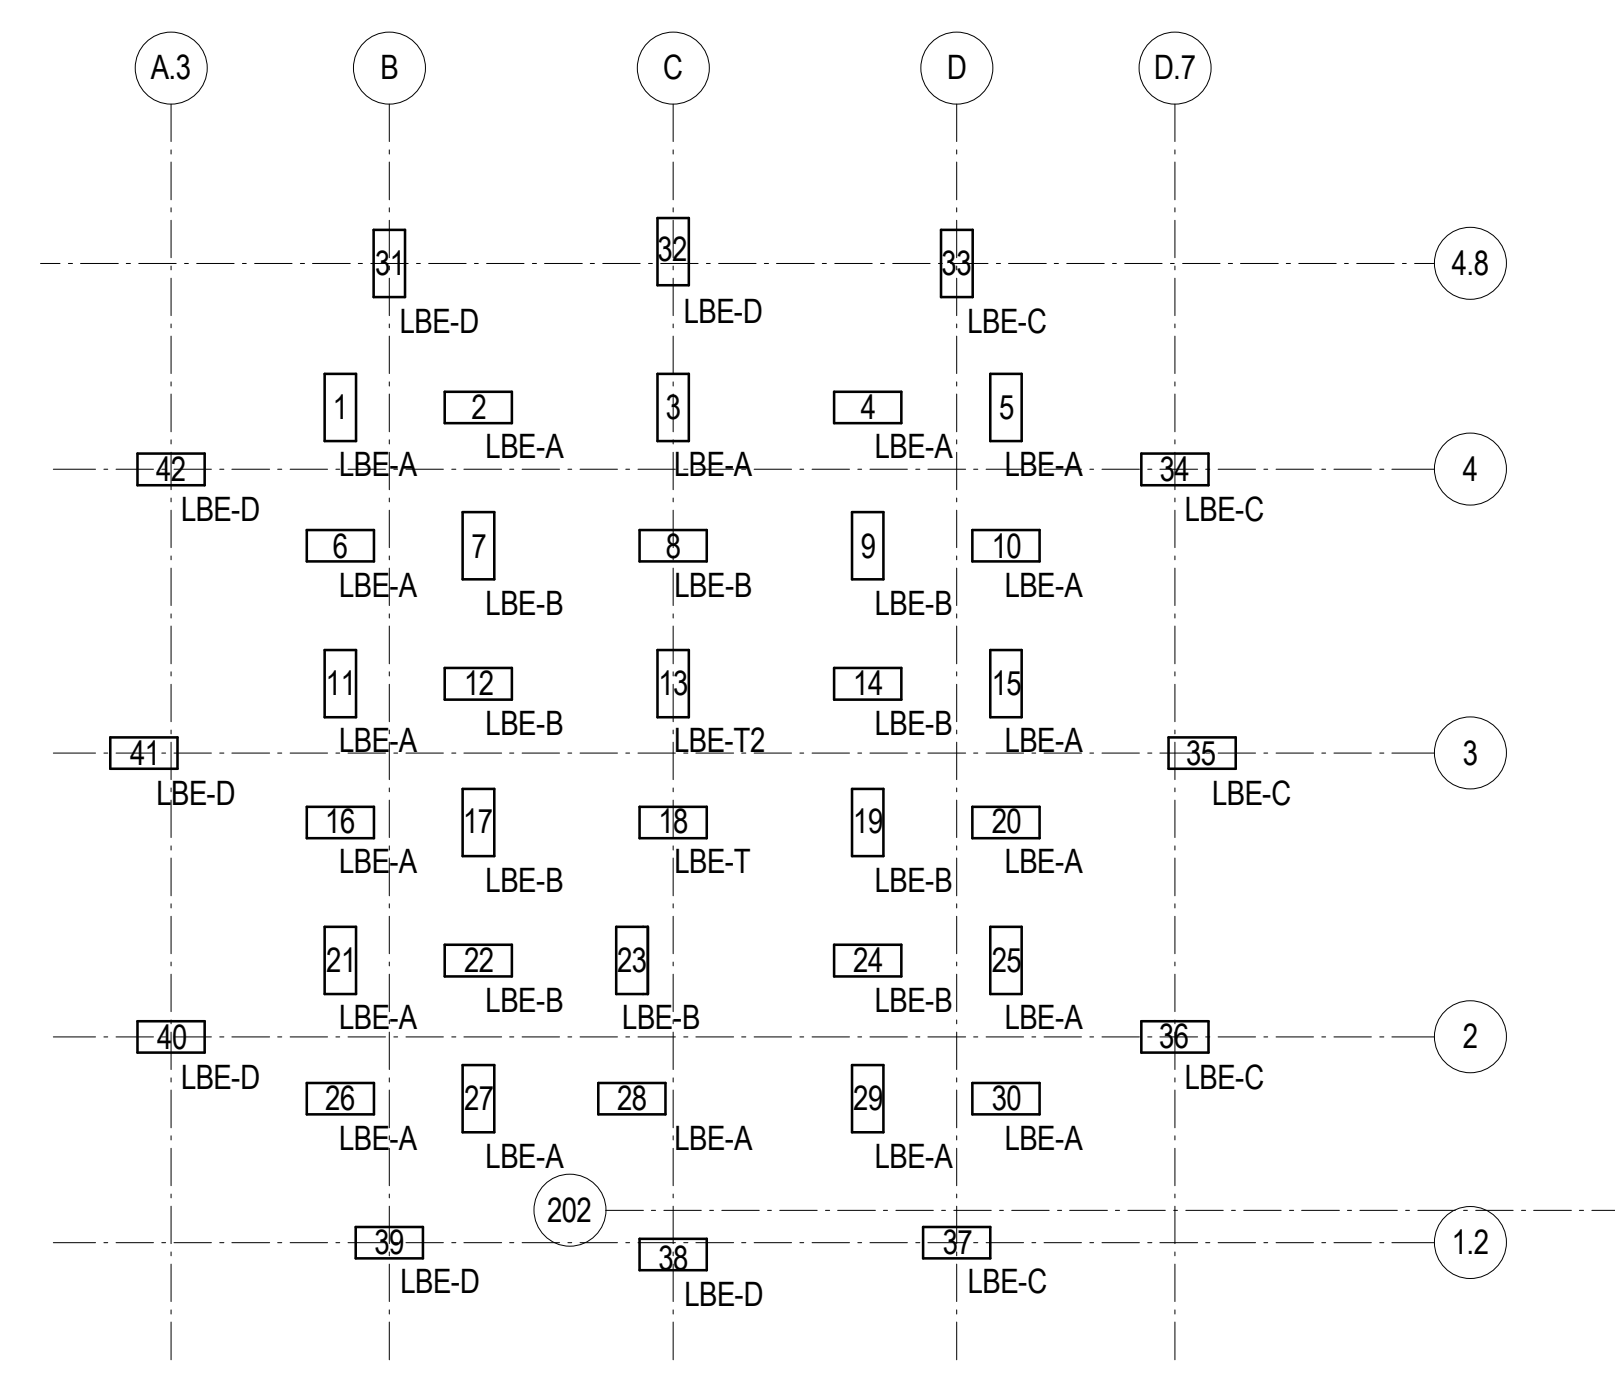 A.3 B C D D.7
31 32 33 4.8
LBE-D LBE-D LBE-C
1 2 3 4 5
LBE-A LBE-A LBE-A LBE-A LBE-A
42 34 4
LBE-D LBE-C
6 7 8 9 10
LBE-A LBE-B LBE-B LBE-B LBE-A
11 12 13 14 15
LBE-A LBE-B LBE-T2 LBE-B LBE-A
41 35 3
LBE-D LBE-C
16 17 18 19 20
LBE-A LBE-B LBE-T LBE-B LBE-A
21 22 23 24 25
LBE-A LBE-B LBE-B LBE-B LBE-A
40 36 2
LBE-D LBE-C
26 27 28 29 30
LBE-A LBE-A LBE-A LBE-A LBE-A
202
39 38 37 1.2
LBE-D LBE-D LBE-C